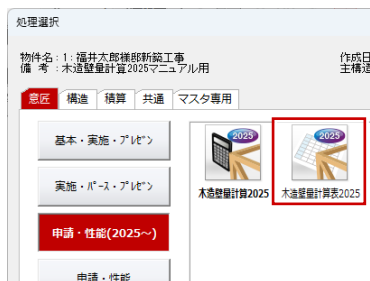 処理選択
物件名：1：福井太郎様邸新築工事
作成日
備　考　：木造壁量計算2025マニュアル用
主構造
意匠 構造 積算 共通 マスタ専用
基本・実施・ﾌﾟﾚｾﾞﾝ
実施・ﾊﾟｰｽ・ﾌﾟﾚｾﾞﾝ
申請・性能(2025～)
申請・性能
2025
木造壁量計算2025
2025
木造壁量計算表2025